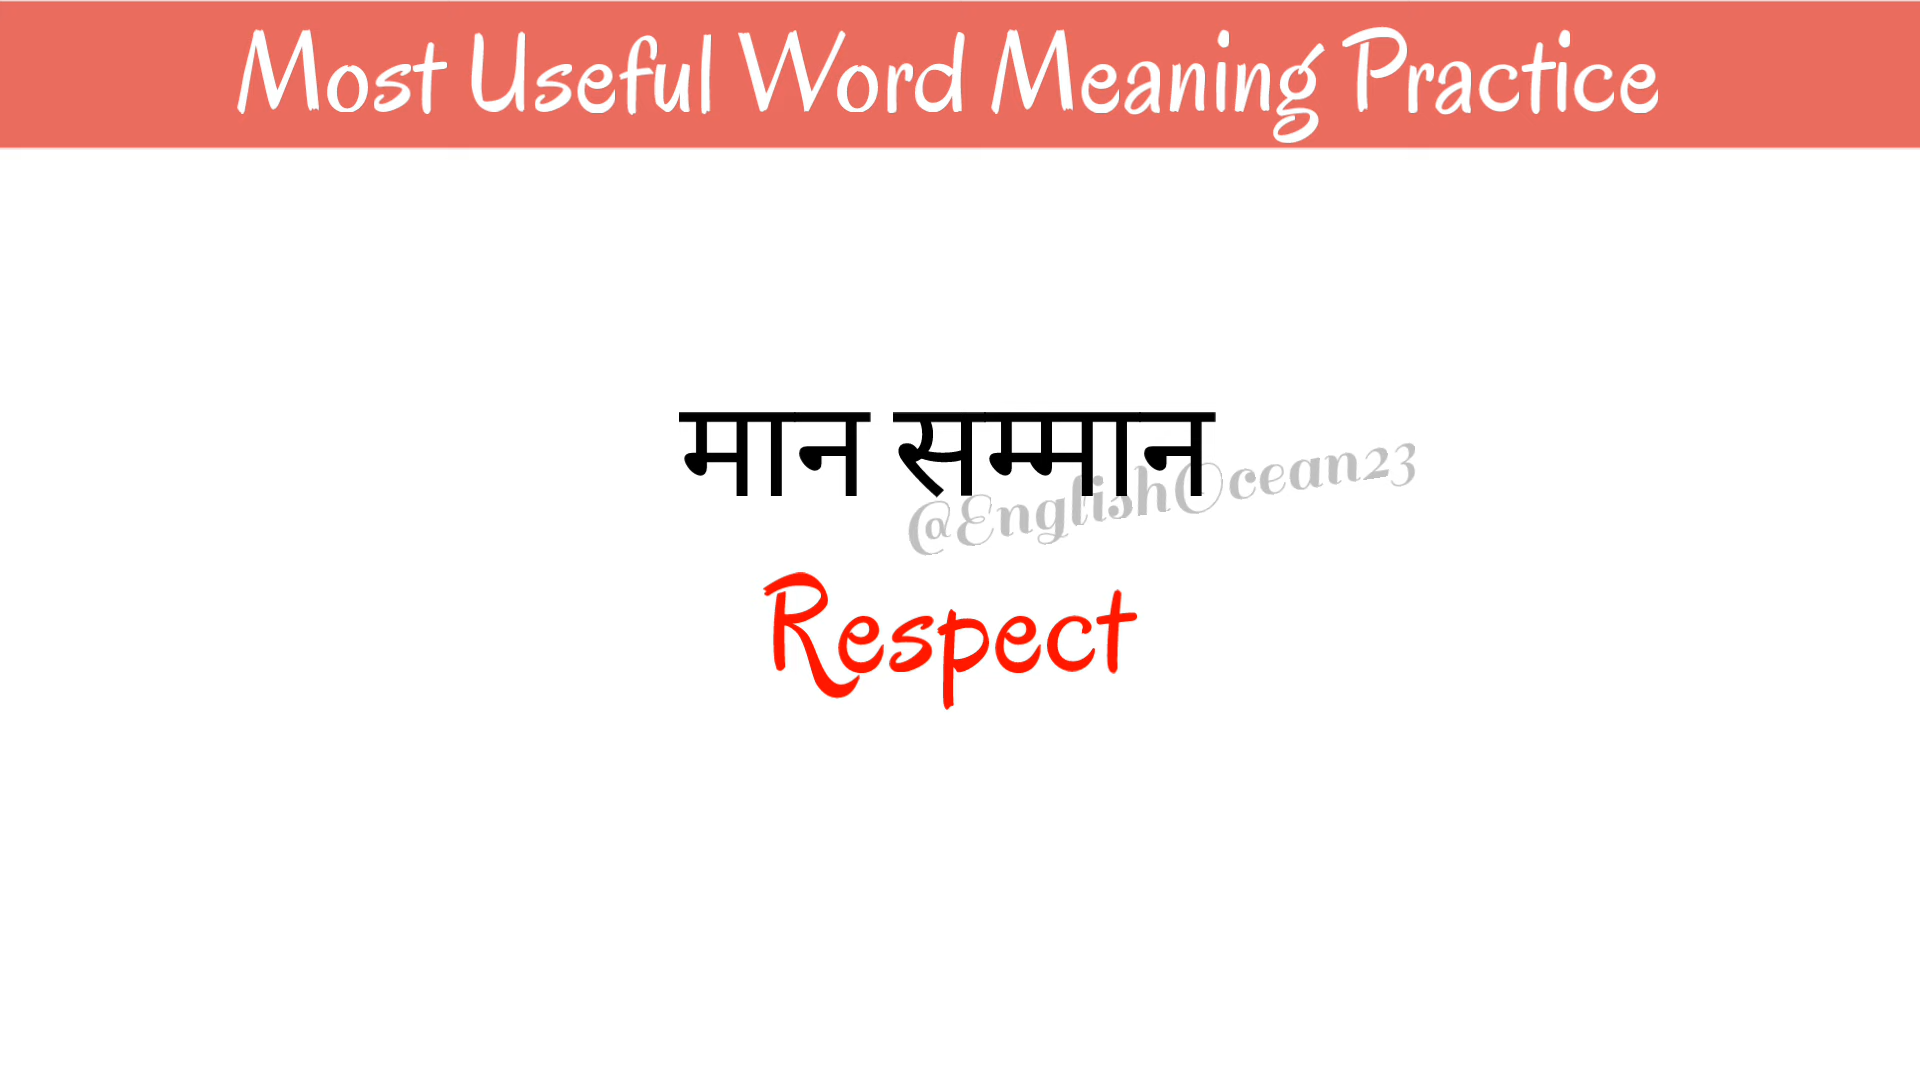 Most Useful Word Meaning Practice
मान सम्मान
@EnglishOcean23
Respect